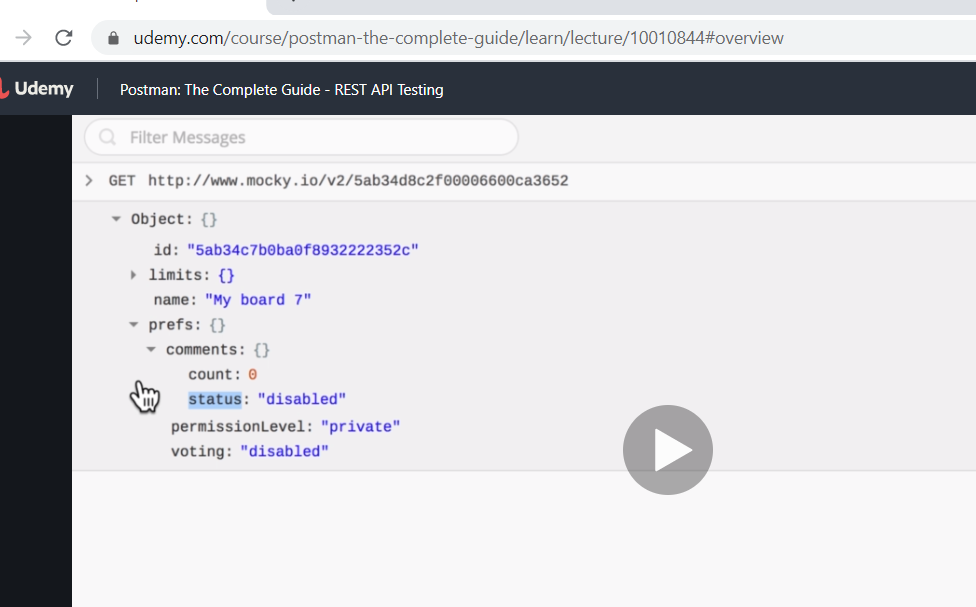 udemy.com/course/postman-the-complete-guide/learn/lecture/10010844#overview
Udemy Postman: The Complete Guide - REST API Testing
Filter Messages
GET http://www.mocky.io/v2/5ab34d8c2f00006600ca3652
Object: {}
id: "5ab34c7b0ba0f8932222352c"
limits: {}
name: "My board 7"
prefs: {}
comments: {}
count: 0
status: "disabled"
permissionLevel: "private"
voting: "disabled"